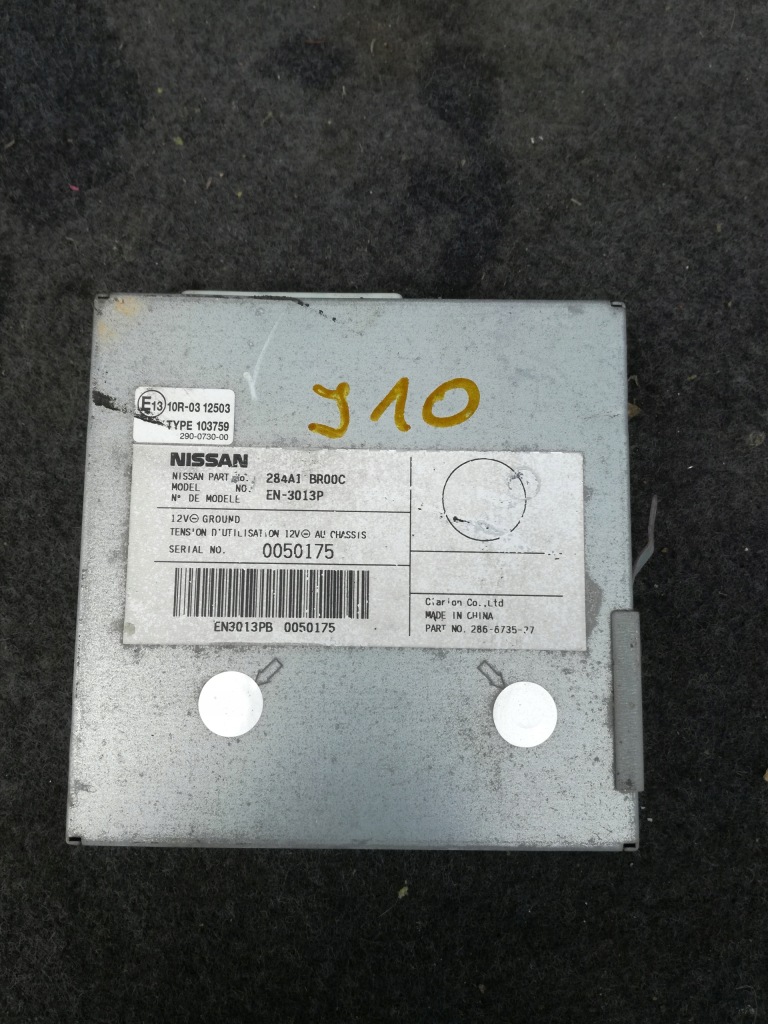 J10
E13 10R-03 12503
TYPE 103759
290-0730-00
NISSAN
NISSAN PART No. 284A1 BR00C
MODEL NO. EN-3013P
N° DE MODELE
12V⊖ GROUND
TENSION D'UTILISATION 12V⊖ AU CHASSIS
SERIAL NO. 0050175
EN3013PB 0050175
Clarion Co.,Ltd
MADE IN CHINA
PART NO. 286-6735-27